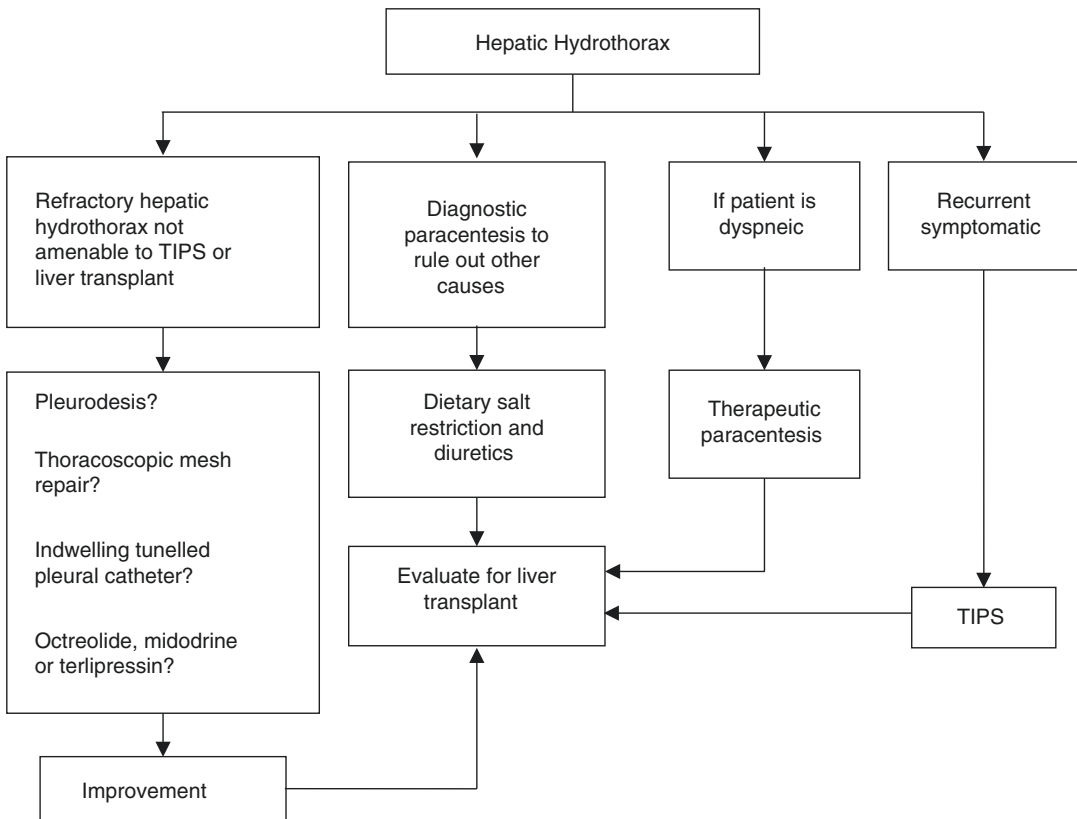 Hepatic Hydrothorax
Refractory hepatic
hydrothorax not
amenable to TIPS or
liver transplant
Diagnostic
paracentesis to
rule out other
causes
If patient is
dyspneic
Recurrent
symptomatic
Pleurodesis?
Thoracoscopic mesh
repair?
Indwelling tunelled
pleural catheter?
Octreolide, midodrine
or terlipressin?
Dietary salt
restriction and
diuretics
Therapeutic
paracentesis
Evaluate for liver
transplant
TIPS
Improvement